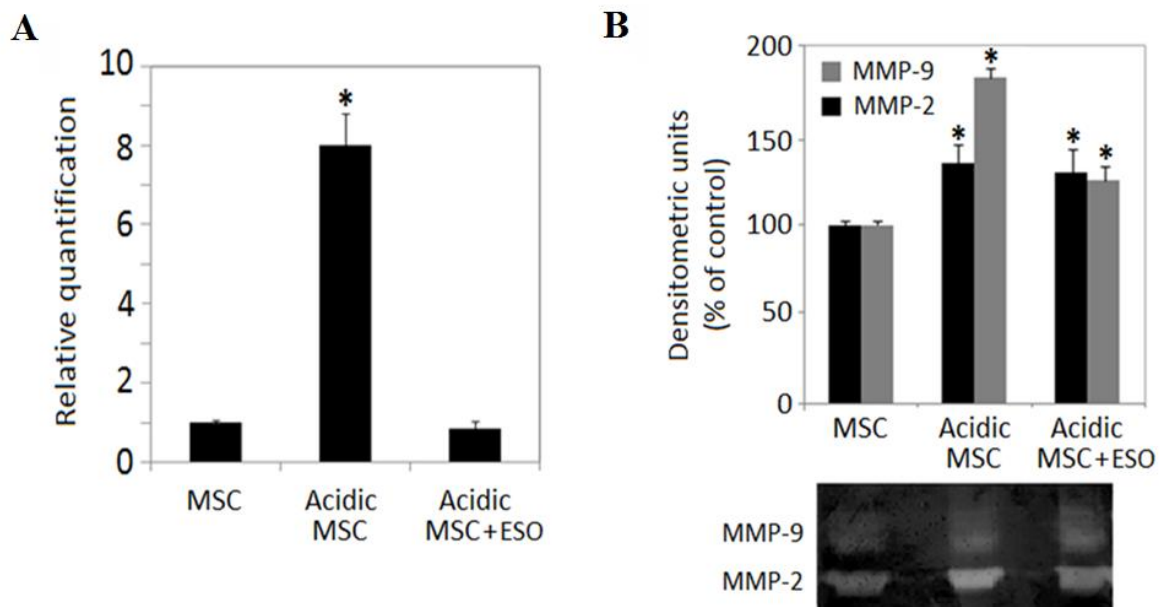 A
Relative quantification
10
8
6
4
2
0
*
MSC
Acidic
MSC
Acidic
MSC+ESO
B
Densitometric units
(% of control)
200
150
100
50
0
MMP-9
MMP-2
*
*
*
*
MSC
Acidic
MSC
Acidic
MSC+ESO
MMP-9
MMP-2